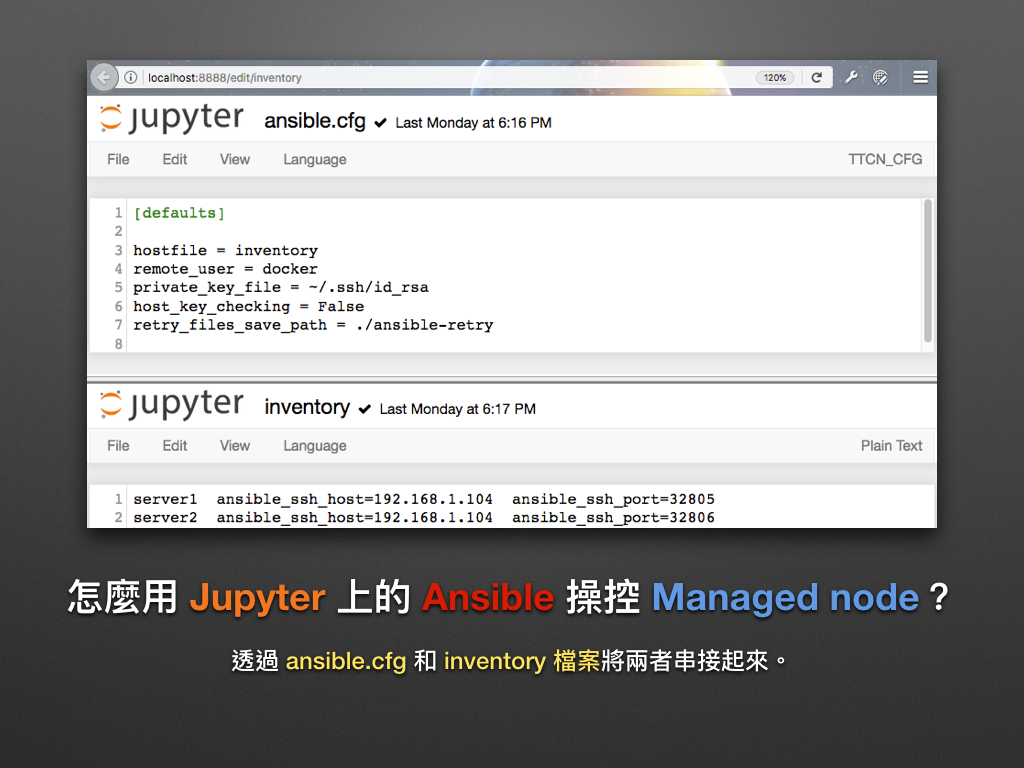 localhost:8888/edit/inventory 120%
jupyter ansible.cfg ✔ Last Monday at 6:16 PM
File Edit View Language TTCN_CFG
1 [defaults]
2
3 hostfile = inventory
4 remote_user = docker
5 private_key_file = ~/.ssh/id_rsa
6 host_key_checking = False
7 retry_files_save_path = ./ansible-retry
8
jupyter inventory ✔ Last Monday at 6:17 PM
File Edit View Language Plain Text
1 server1 ansible_ssh_host=192.168.1.104 ansible_ssh_port=32805
2 server2 ansible_ssh_host=192.168.1.104 ansible_ssh_port=32806
怎麼用 Jupyter 上的 Ansible 操控 Managed node？
透過 ansible.cfg 和 inventory 檔案將兩者串接起來。